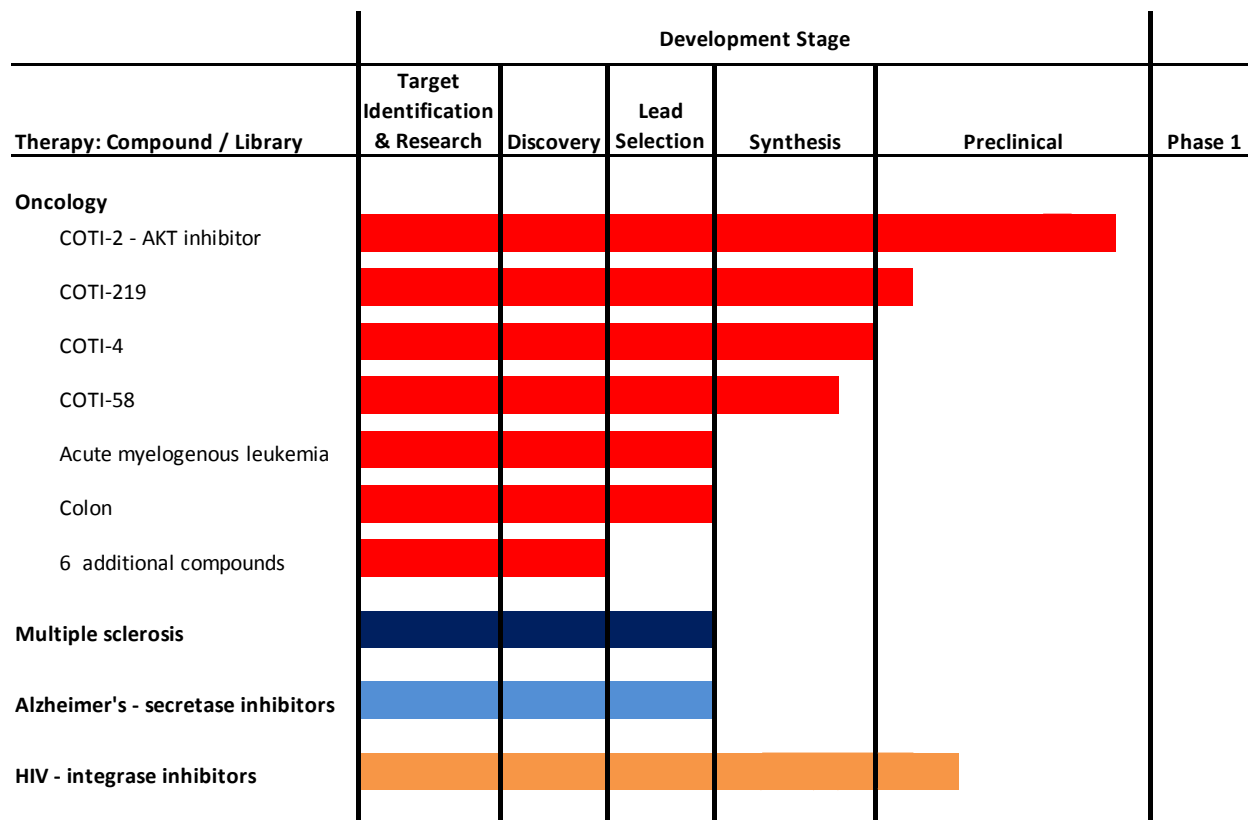 Development Stage
Target
Identification
& Research
Discovery
Lead
Selection
Synthesis
Preclinical
Phase 1
Therapy: Compound / Library
Oncology
COTI-2 - AKT inhibitor
COTI-219
COTI-4
COTI-58
Acute myelogenous leukemia
Colon
6 additional compounds
Multiple sclerosis
Alzheimer's - secretase inhibitors
HIV - integrase inhibitors